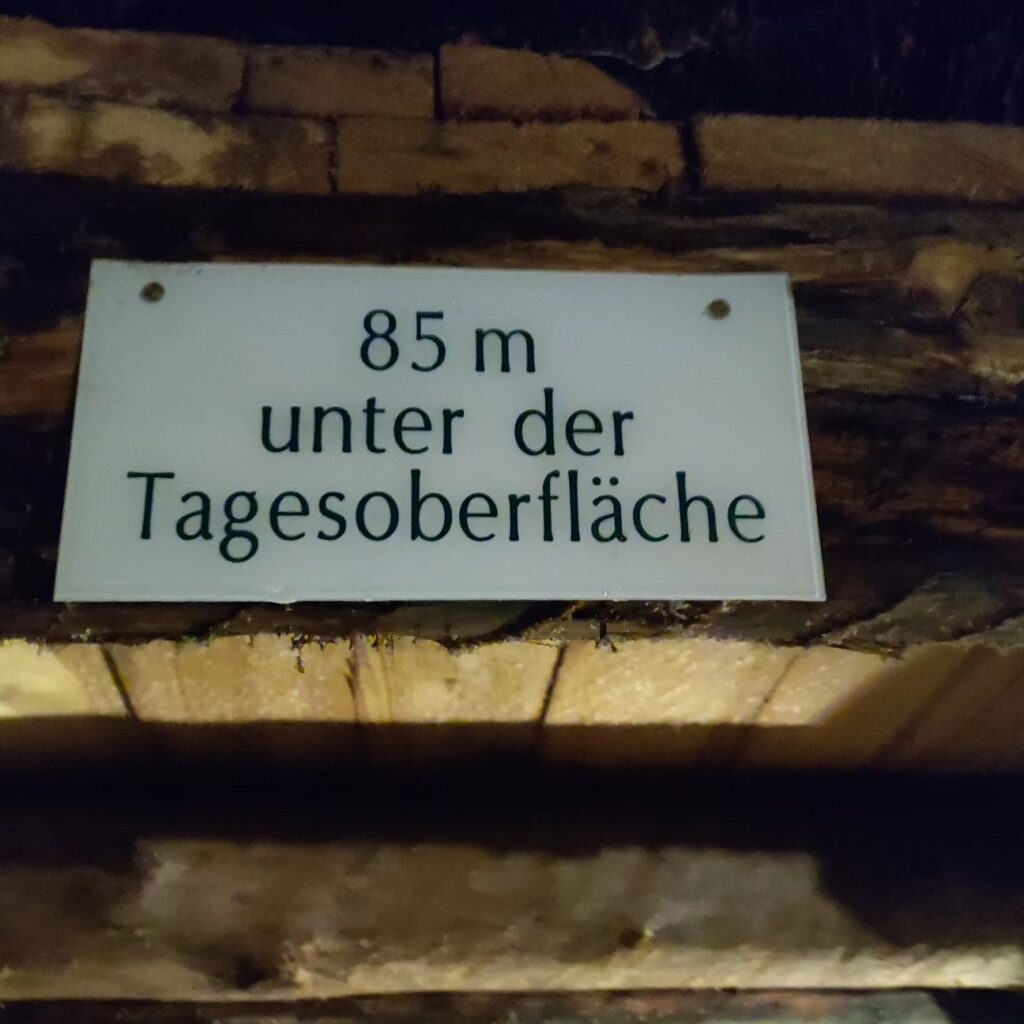 85 m
unter der
Tagesoberfläche